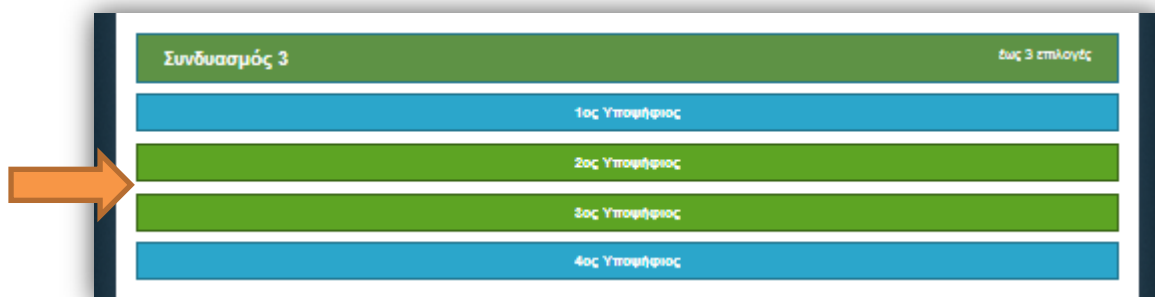 Συνδυασμός 3
έως 3 επιλογές
1ος Υποψήφιος
2ος Υποψήφιος
3ος Υποψήφιος
4ος Υποψήφιος